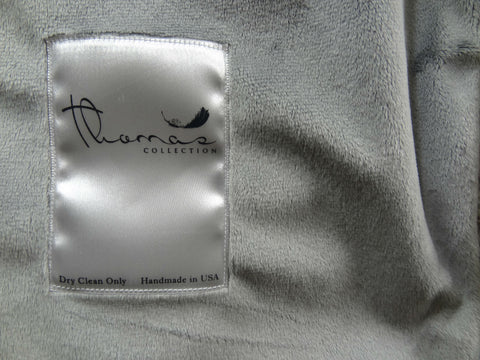 Thomas
COLLECTION
Dry Clean Only Handmade in USA